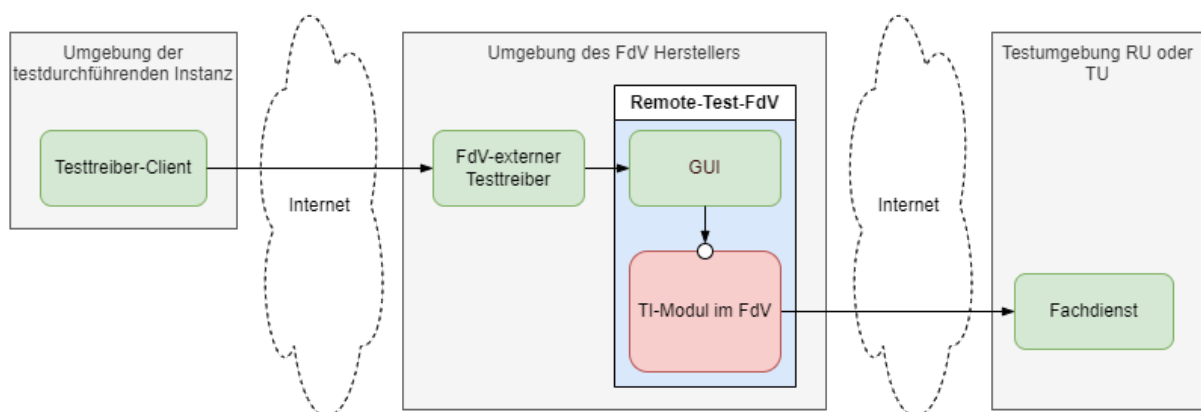 Umgebung der
testdurchführenden Instanz
Testtreiber-Client
Internet
Umgebung des FdV Herstellers
FdV-externer
Testtreiber
Remote-Test-FdV
GUI
TI-Modul im FdV
Internet
Testumgebung RU oder
TU
Fachdienst